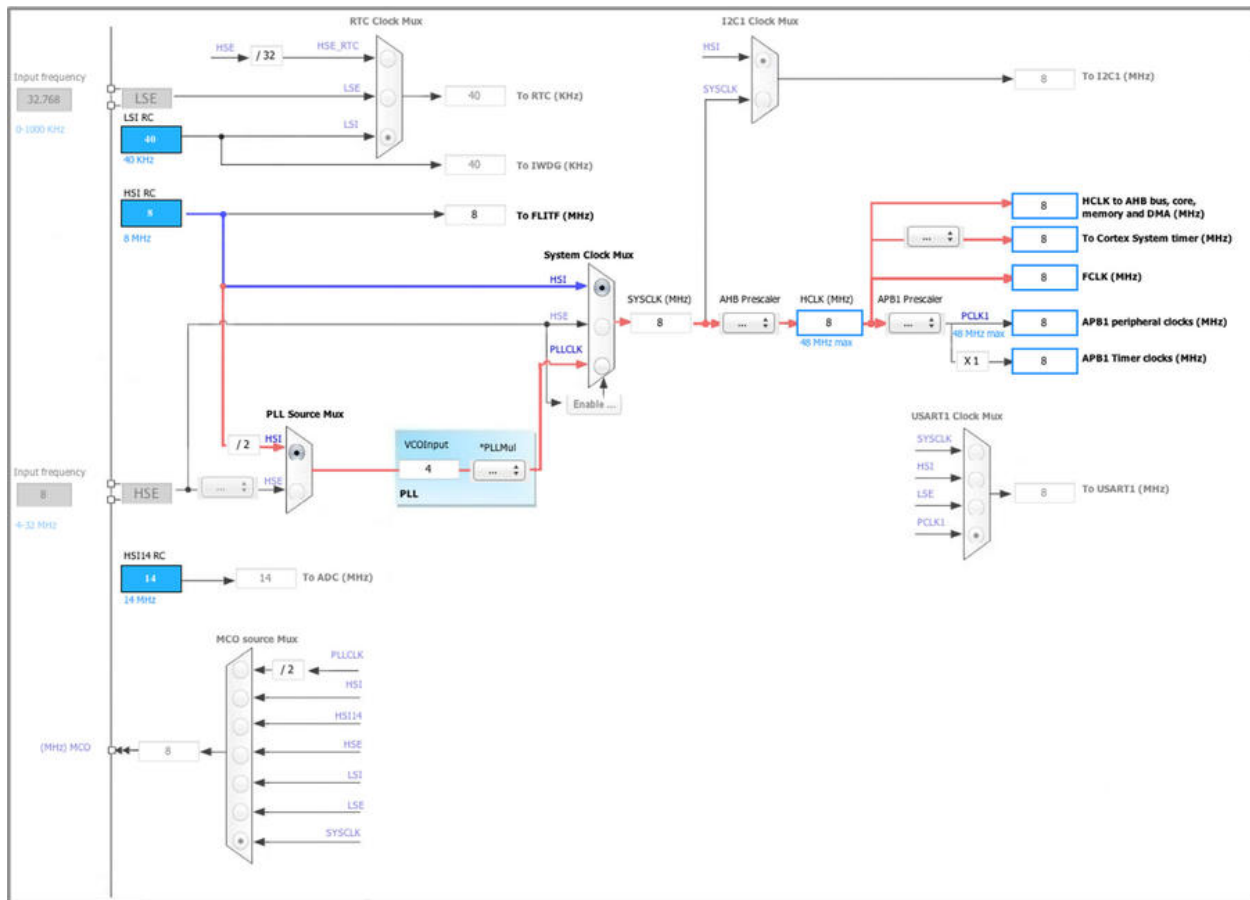 RTC Clock Mux
I2C1 Clock Mux
HSE
/ 32
HSE_RTC
HSI
Input frequency
32.768
0-1000 KHz
LSE
LSE
40
To RTC (KHz)
8
To I2C1 (MHz)
SYSCLK
LSI RC
40
40 KHz
LSI
40
To IWDG (KHz)
HSI RC
8
8 MHz
8
To FLITF (MHz)
System Clock Mux
HSI
HSE
PLLCLK
Enable ...
SYSCLK (MHz)
8
AHB Prescaler
...
HCLK (MHz)
8
48 MHz max
APB1 Prescaler
...
8
HCLK to AHB bus, core,
memory and DMA (MHz)
...
8
To Cortex System timer (MHz)
8
FCLK (MHz)
PCLK1
48 MHz max
8
APB1 peripheral clocks (MHz)
X 1
8
APB1 Timer clocks (MHz)
PLL Source Mux
/ 2
HSI
HSE
VCOInput
4
*PLLMul
...
PLL
Input frequency
8
4-32 MHz
HSE
...
USART1 Clock Mux
SYSCLK
HSI
LSE
PCLK1
8
To USART1 (MHz)
HSI14 RC
14
14 MHz
14
To ADC (MHz)
MCO source Mux
PLLCLK
/ 2
HSI
HSI14
HSE
LSI
LSE
SYSCLK
(MHz) MCO
8